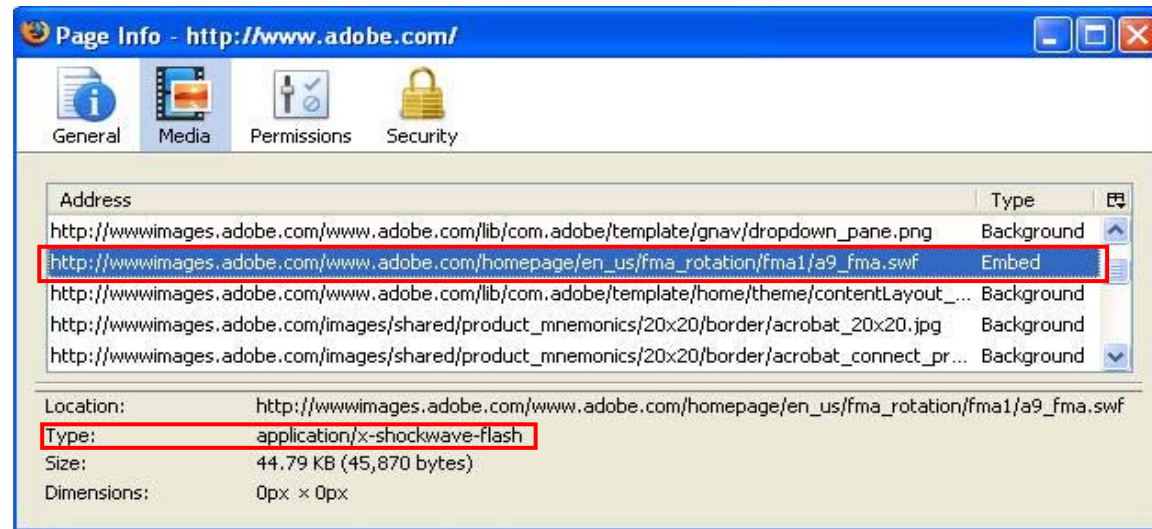 Page Info - http://www.adobe.com/
General Media Permissions Security
Address Type
http://wwwimages.adobe.com/www.adobe.com/lib/com.adobe/template/gnav/dropdown_pane.png Background
http://wwwimages.adobe.com/www.adobe.com/homepage/en_us/fma_rotation/fma1/a9_fma.swf Embed
http://wwwimages.adobe.com/www.adobe.com/lib/com.adobe/template/home/theme/contentLayout_... Background
http://wwwimages.adobe.com/images/shared/product_mnemonics/20x20/border/acrobat_20x20.jpg Background
http://wwwimages.adobe.com/images/shared/product_mnemonics/20x20/border/acrobat_connect_pr... Background
Location: http://wwwimages.adobe.com/www.adobe.com/homepage/en_us/fma_rotation/fma1/a9_fma.swf
Type: application/x-shockwave-flash
Size: 44.79 KB (45,870 bytes)
Dimensions: 0px × 0px